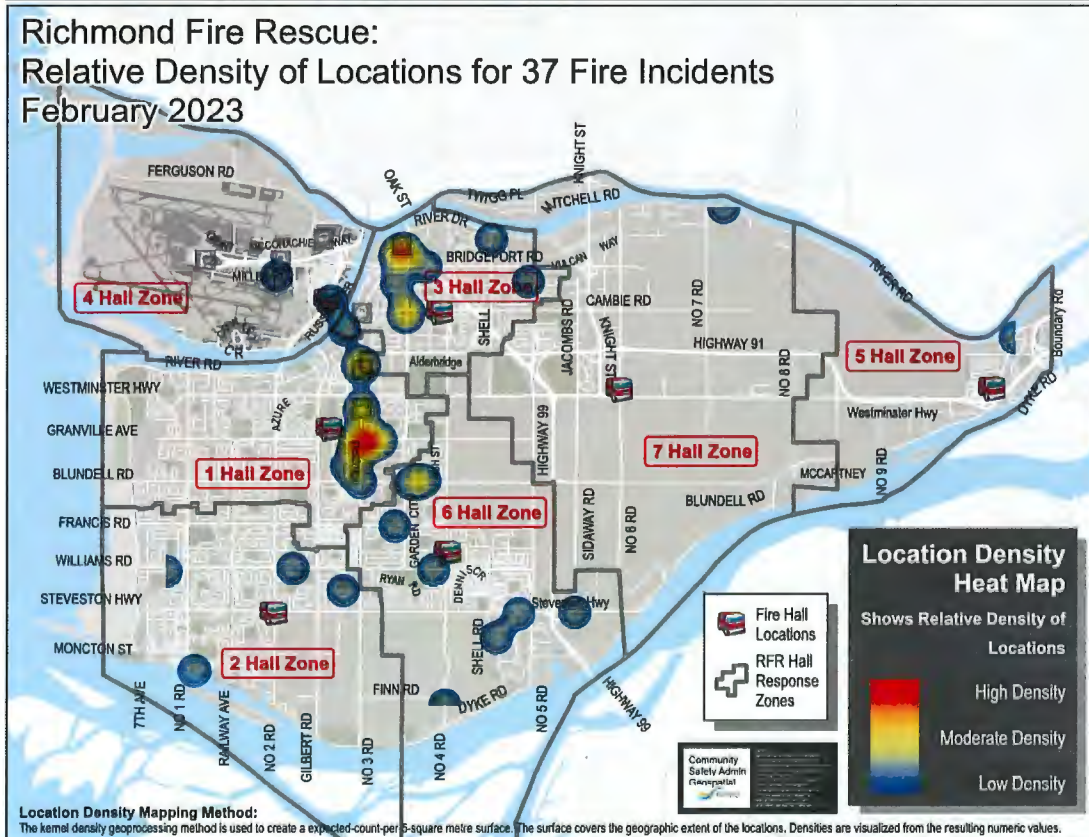 Richmond Fire Rescue:
Relative Density of Locations for 37 Fire Incidents
February 2023
FERGUSON RD
OAK ST
TWIGG PL
KNIGHT ST
MITCHELL RD
RIVER DR
BRIDGEPORT RD
VULCAN WAY
4 Hall Zone
3 Hall Zone
CAMBIE RD
NO 7 RD
RIVER RD
SHELL
JACOMBS RD
KNIGHT ST
HIGHWAY 91
5 Hall Zone
Boundary Rd
RIVER RD
Alderbridge
NO 8 RD
DYKE RD
WESTMINSTER HWY
AZURE
Westminster Hwy
GRANVILLE AVE
HIGHWAY 99
7 Hall Zone
BLUNDELL RD
1 Hall Zone
MCCARTNEY
NO 9 RD
BLUNDELL RD
6 Hall Zone
GARDEN CITY
FRANCIS RD
SIDAWAY RD
NO 6 RD
WILLIAMS RD
RYAN
DENNIS CR
STEVESTON HWY
Steveston Hwy
SHELL RD
MONCTON ST
2 Hall Zone
FINN RD
DYKE RD
HIGHWAY 99
7TH AVE
NO 1 RD
RAILWAY AVE
NO 2 RD
GILBERT RD
NO 3 RD
NO 4 RD
NO 5 RD
Fire Hall
Locations
RFR Hall
Response
Zones
Location Density
Heat Map
Shows Relative Density of
Locations
High Density
Moderate Density
Low Density
Community
Safety Admin
Geospatial
Location Density Mapping Method:
The kernel density geoprocessing method is used to create a expected-count-per 5-square metre surface. The surface covers the geographic extent of the locations. Densities are visualized from the resulting numeric values.